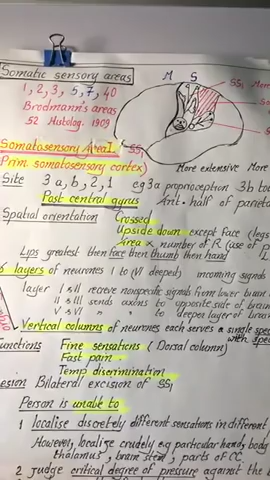 Somatic sensory areas
1, 2, 3, 5, 7, 40
Brodmann's areas
52 Histolog. 1909
M S
SS1
Somatosensory AreaI. SS1
Prim. somatosensory cortex)
More extensive More
Site 3 a, b, 2, 1 eg 3a proprioception 3b
Post central gyrus
Ant. half of parietal
Spatial orientation Crossed
Upside down except face (legs
Area ∝ number of R (use of
Lips greatest then face then thumb then hand
6 layers of neurones I to (VI deeped) incoming signals
layer I & II receive nonspecific signals from lower brain
II & III sends axons to opposite side of brain
V & VI " " to deeper layer of brain
Vertical columns of neurones each serves a single
Functions Fine sensations (Dorsal column)
Fast pain
Temp discrimination
Lesion Bilateral excision of SS1
Person is unable to
1 localise discretely different sensations in different
However, localise crudely eg particular hand, body
thalamus, brain stem, parts of CC
2 judge critical degree of pressure against the